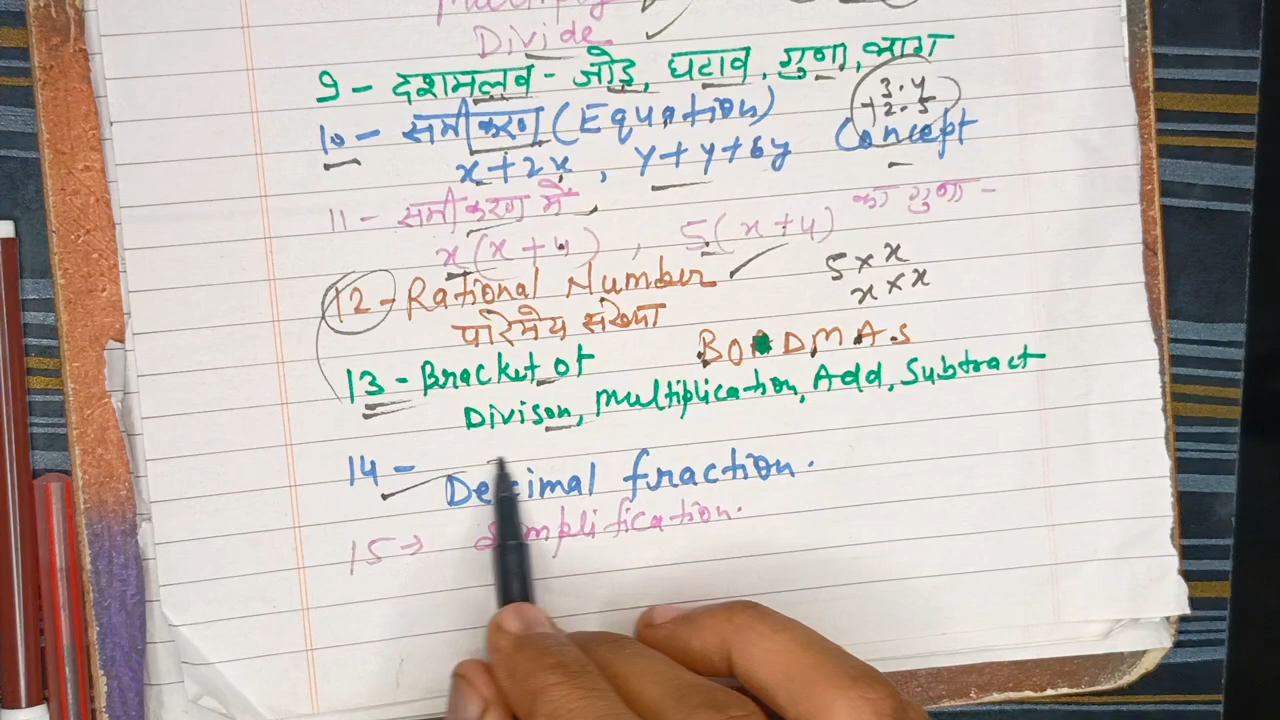 Multiply
Divide
9 - दशमलव - जोड़, घटाव, गुणा, भाग
3.4
+2.5
10 - समीकरण (Equation) Concept
x+2x, y+y+6y
11 - समीकरण में का गुणा -
x(x+4), 5(x+4)
5×x
x×x
12 - Rational Number
परिमेय संख्या
BODMAS
13 - Bracket of
Divison, Multiplication, Add, Subtract
14 - Decimal fraction.
15 → Simplification.